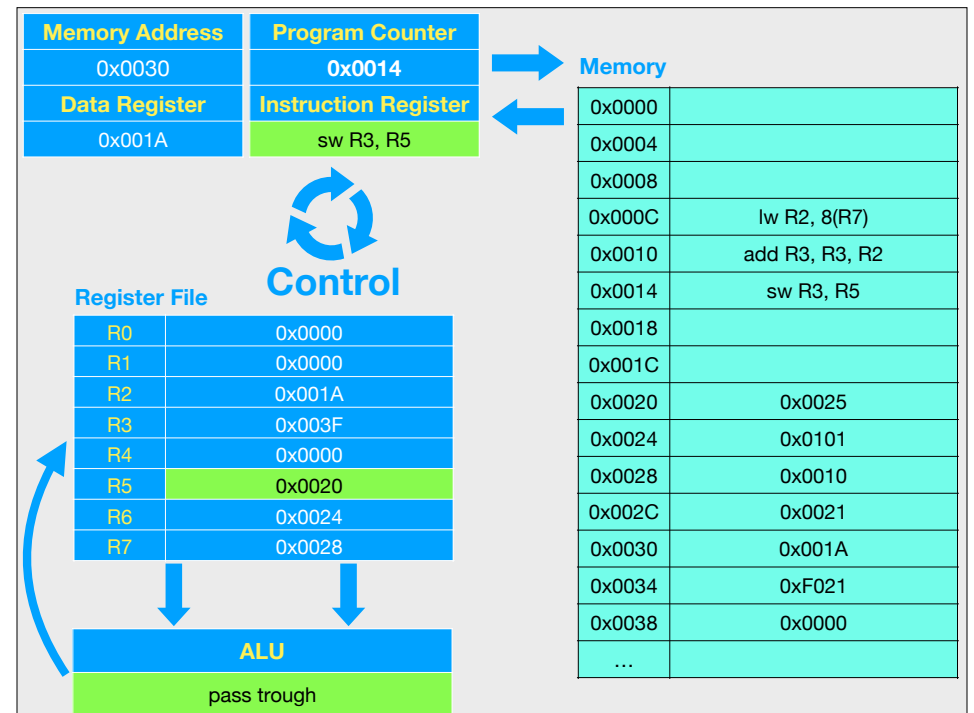 Memory Address Program Counter
0x0030 0x0014
Data Register Instruction Register
0x001A sw R3, R5
Control
Register File
R0 0x0000
R1 0x0000
R2 0x001A
R3 0x003F
R4 0x0000
R5 0x0020
R6 0x0024
R7 0x0028
ALU
pass trough
Memory
0x0000
0x0004
0x0008
0x000C lw R2, 8(R7)
0x0010 add R3, R3, R2
0x0014 sw R3, R5
0x0018
0x001C
0x0020 0x0025
0x0024 0x0101
0x0028 0x0010
0x002C 0x0021
0x0030 0x001A
0x0034 0xF021
0x0038 0x0000
…